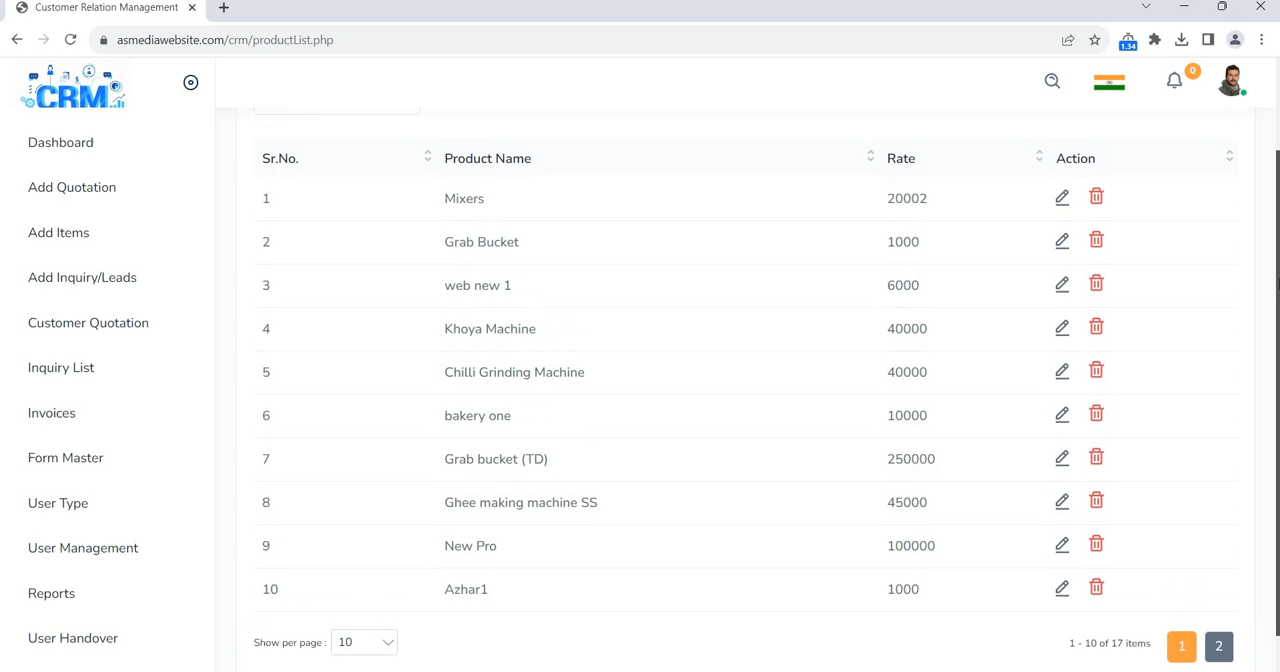 Customer Relation Management
asmediawebsite.com/crm/productList.php
1.34
CRM
0
Dashboard
Add Quotation
Add Items
Add Inquiry/Leads
Customer Quotation
Inquiry List
Invoices
Form Master
User Type
User Management
Reports
User Handover
Sr.No. Product Name Rate Action
1 Mixers 20002
2 Grab Bucket 1000
3 web new 1 6000
4 Khoya Machine 40000
5 Chilli Grinding Machine 40000
6 bakery one 10000
7 Grab bucket (TD) 250000
8 Ghee making machine SS 45000
9 New Pro 100000
10 Azhar1 1000
Show per page : 10 1 - 10 of 17 items 1 2